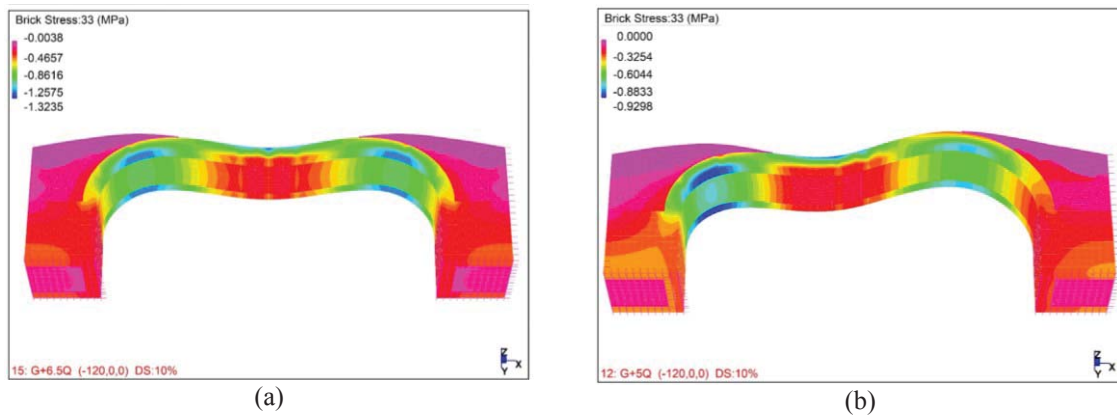 Brick Stress:33 (MPa)
-0.0038
-0.4657
-0.8616
-1.2575
-1.3235
Z
X
Y
15: G+6.5Q (-120,0,0) DS:10%
(a)
Brick Stress:33 (MPa)
0.0000
-0.3254
-0.6044
-0.8833
-0.9298
Z
X
Y
12: G+5Q (-120,0,0) DS:10%
(b)